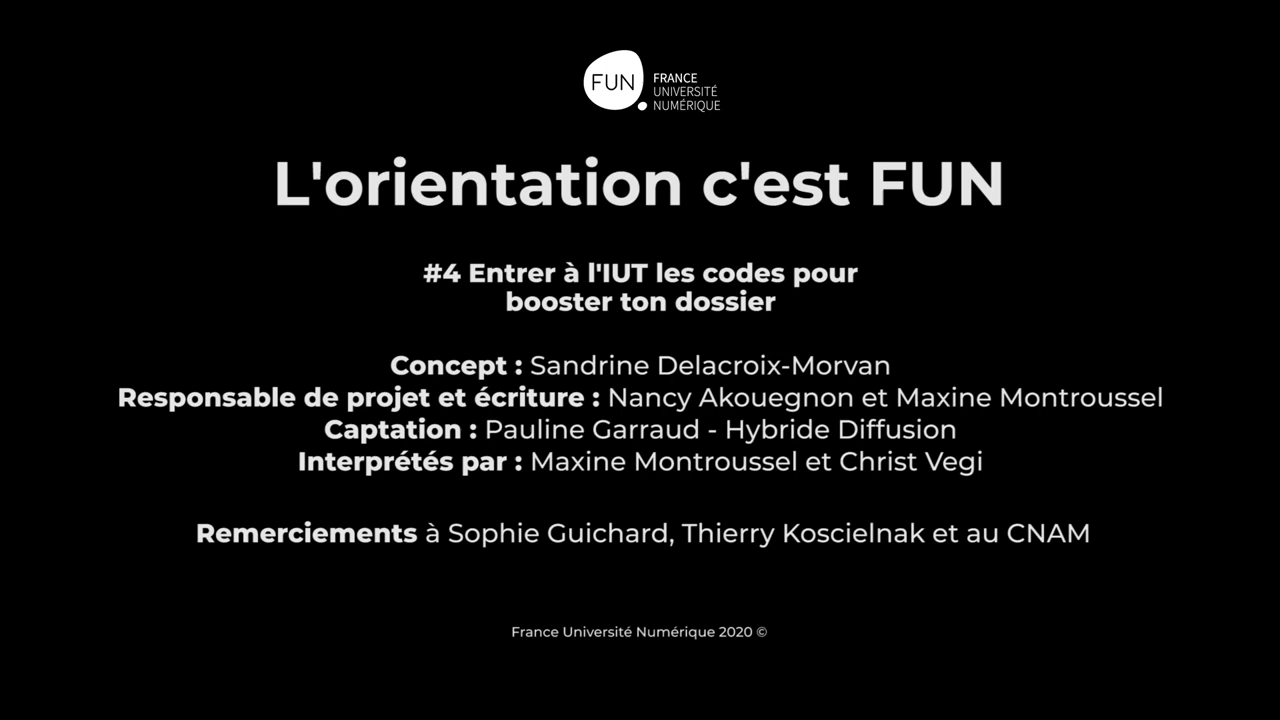 FUN
FRANCE
UNIVERSITÉ
NUMÉRIQUE
L'orientation c'est FUN
#4 Entrer à l'IUT les codes pour
booster ton dossier
Concept : Sandrine Delacroix-Morvan
Responsable de projet et écriture : Nancy Akouegnon et Maxine Montroussel
Captation : Pauline Garraud - Hybride Diffusion
Interprétés par : Maxine Montroussel et Christ Vegi
Remerciements à Sophie Guichard, Thierry Koscielnak et au CNAM
France Université Numérique 2020 ©